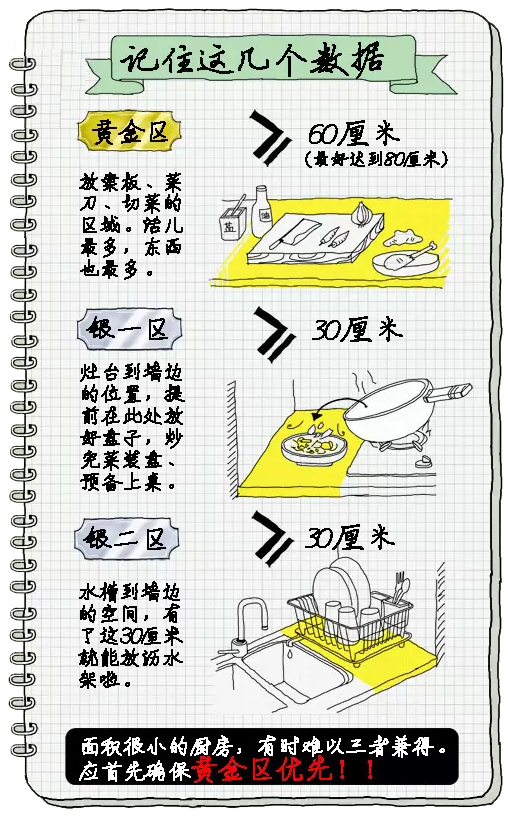 记住这几个数据
黄金区
≥ 60厘米
(最好达到80厘米)
放案板、菜
刀、切菜的
区域。活儿
最多，东西
也最多。
盐
油
银一区
≥ 30厘米
灶台到墙边
的位置，提
前在此处放
好盘子，炒
完菜装盘、
预备上桌。
银二区
≥ 30厘米
水槽到墙边
的空间，有
了这30厘米
就能放沥水
架啦。
面积很小的厨房，有时难以三者兼得。
应首先确保黄金区优先！！